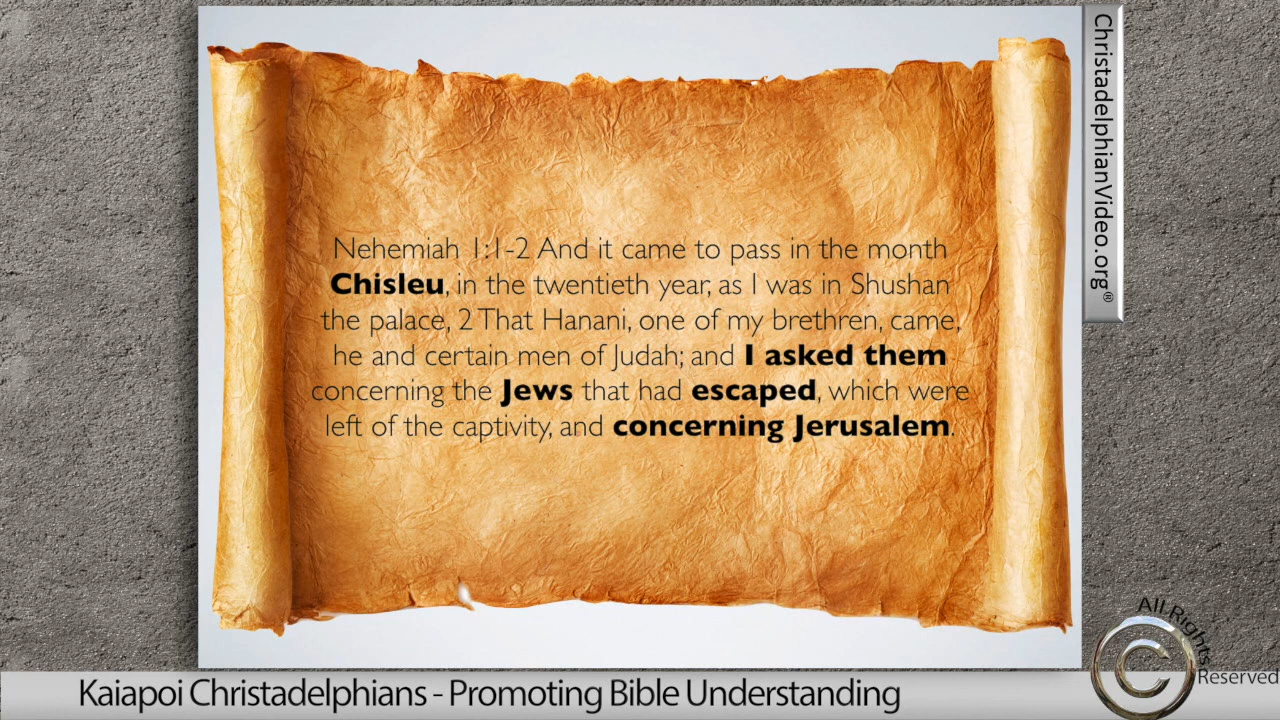 Nehemiah 1:1-2 And it came to pass in the month
Chisleu, in the twentieth year, as I was in Shushan
the palace, 2 That Hanani, one of my brethren, came,
he and certain men of Judah; and I asked them
concerning the Jews that had escaped, which were
left of the captivity, and concerning Jerusalem.
ChristadelphianVideo.org®
All Rights
Reserved
C
Kaiapoi Christadelphians - Promoting Bible Understanding